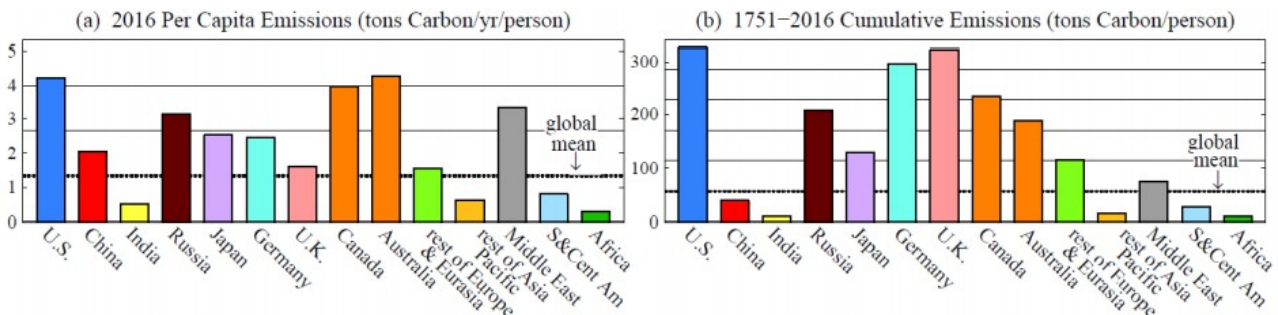 (a) 2016 Per Capita Emissions (tons Carbon/yr/person)
5
4
3
2
1
0
global
mean
U.S.
China
India
Russia
Japan
Germany
U.K.
Canada
Australia
rest of Europe
& Eurasia
rest of Asia
Pacific
Middle East
S&Cent Am
Africa
(b) 1751−2016 Cumulative Emissions (tons Carbon/person)
300
200
100
0
global
mean
U.S.
China
India
Russia
Japan
Germany
U.K.
Canada
Australia
rest of Europe
& Eurasia
rest of Asia
Pacific
Middle East
S&Cent Am
Africa